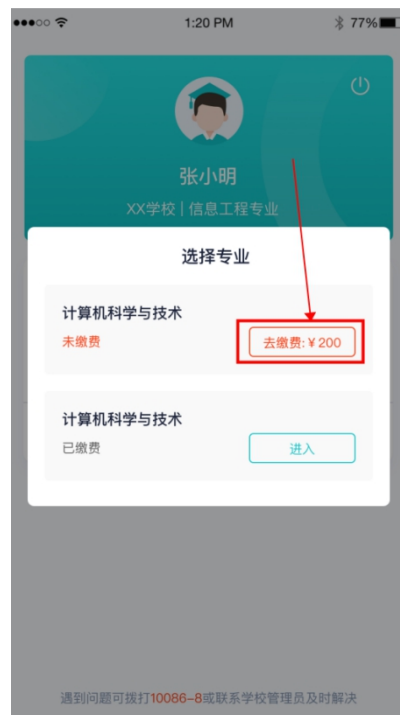 1:20 PM
77%
张小明
XX学校 | 信息工程专业
选择专业
计算机科学与技术
未缴费
去缴费:¥200
计算机科学与技术
已缴费
进入
遇到问题可拨打10086-8或联系学校管理员及时解决